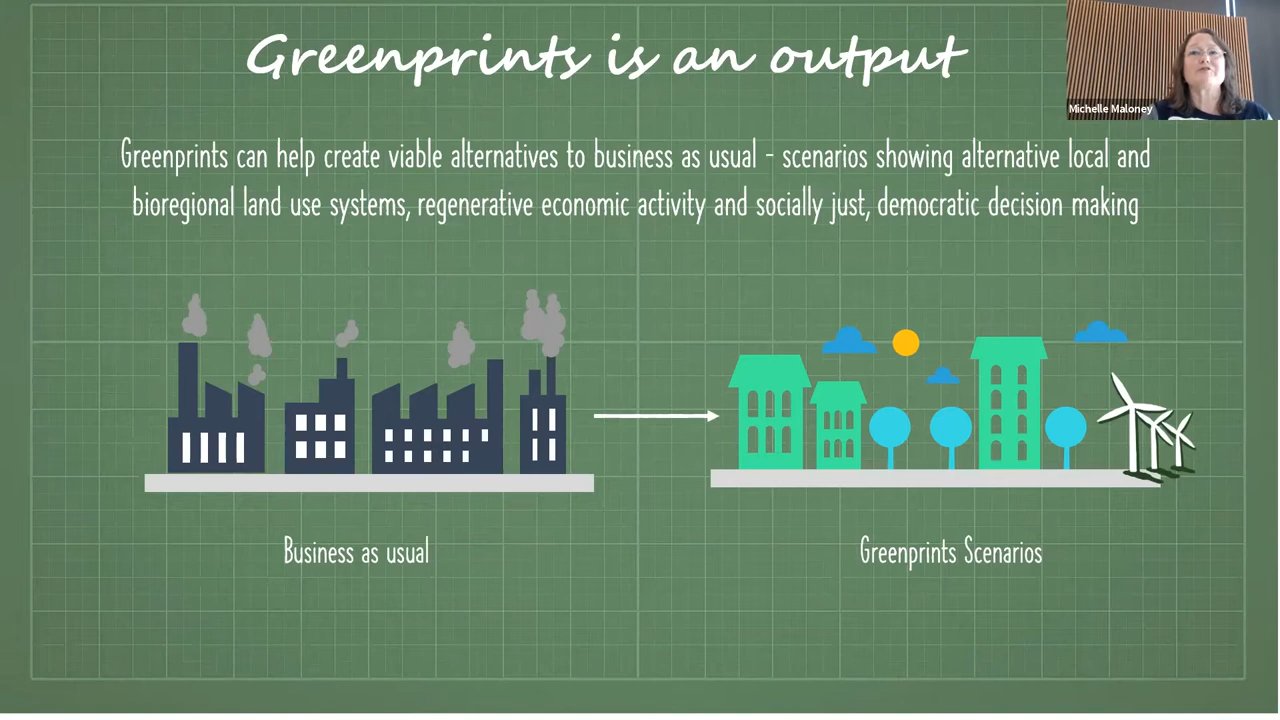 Greenprints is an output
Michelle Maloney
Greenprints can help create viable alternatives to business as usual - scenarios showing alternative local and
bioregional land use systems, regenerative economic activity and socially just, democratic decision making
Business as usual
Greenprints Scenarios